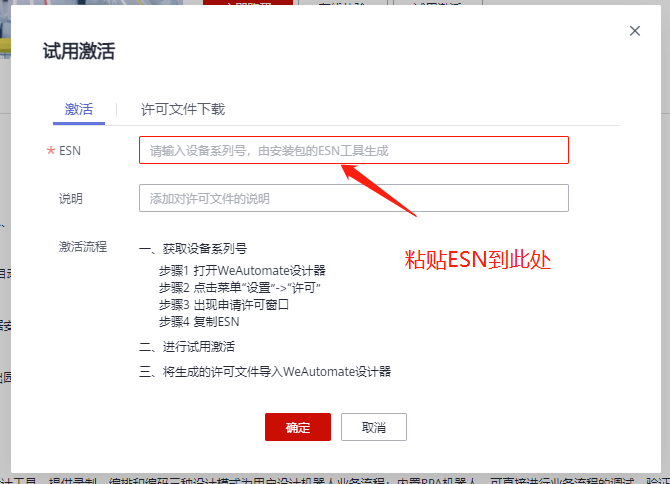 试用激活
激活
许可文件下载
* ESN
请输入设备系列号，由安装包的ESN工具生成
说明
添加对许可文件的说明
粘贴ESN到此处
激活流程
一、获取设备系列号
步骤1 打开WeAutomate设计器
步骤2 点击菜单“设置”->“许可”
步骤3 出现申请许可窗口
步骤4 复制ESN
二、进行试用激活
三、将生成的许可文件导入WeAutomate设计器
确定
取消